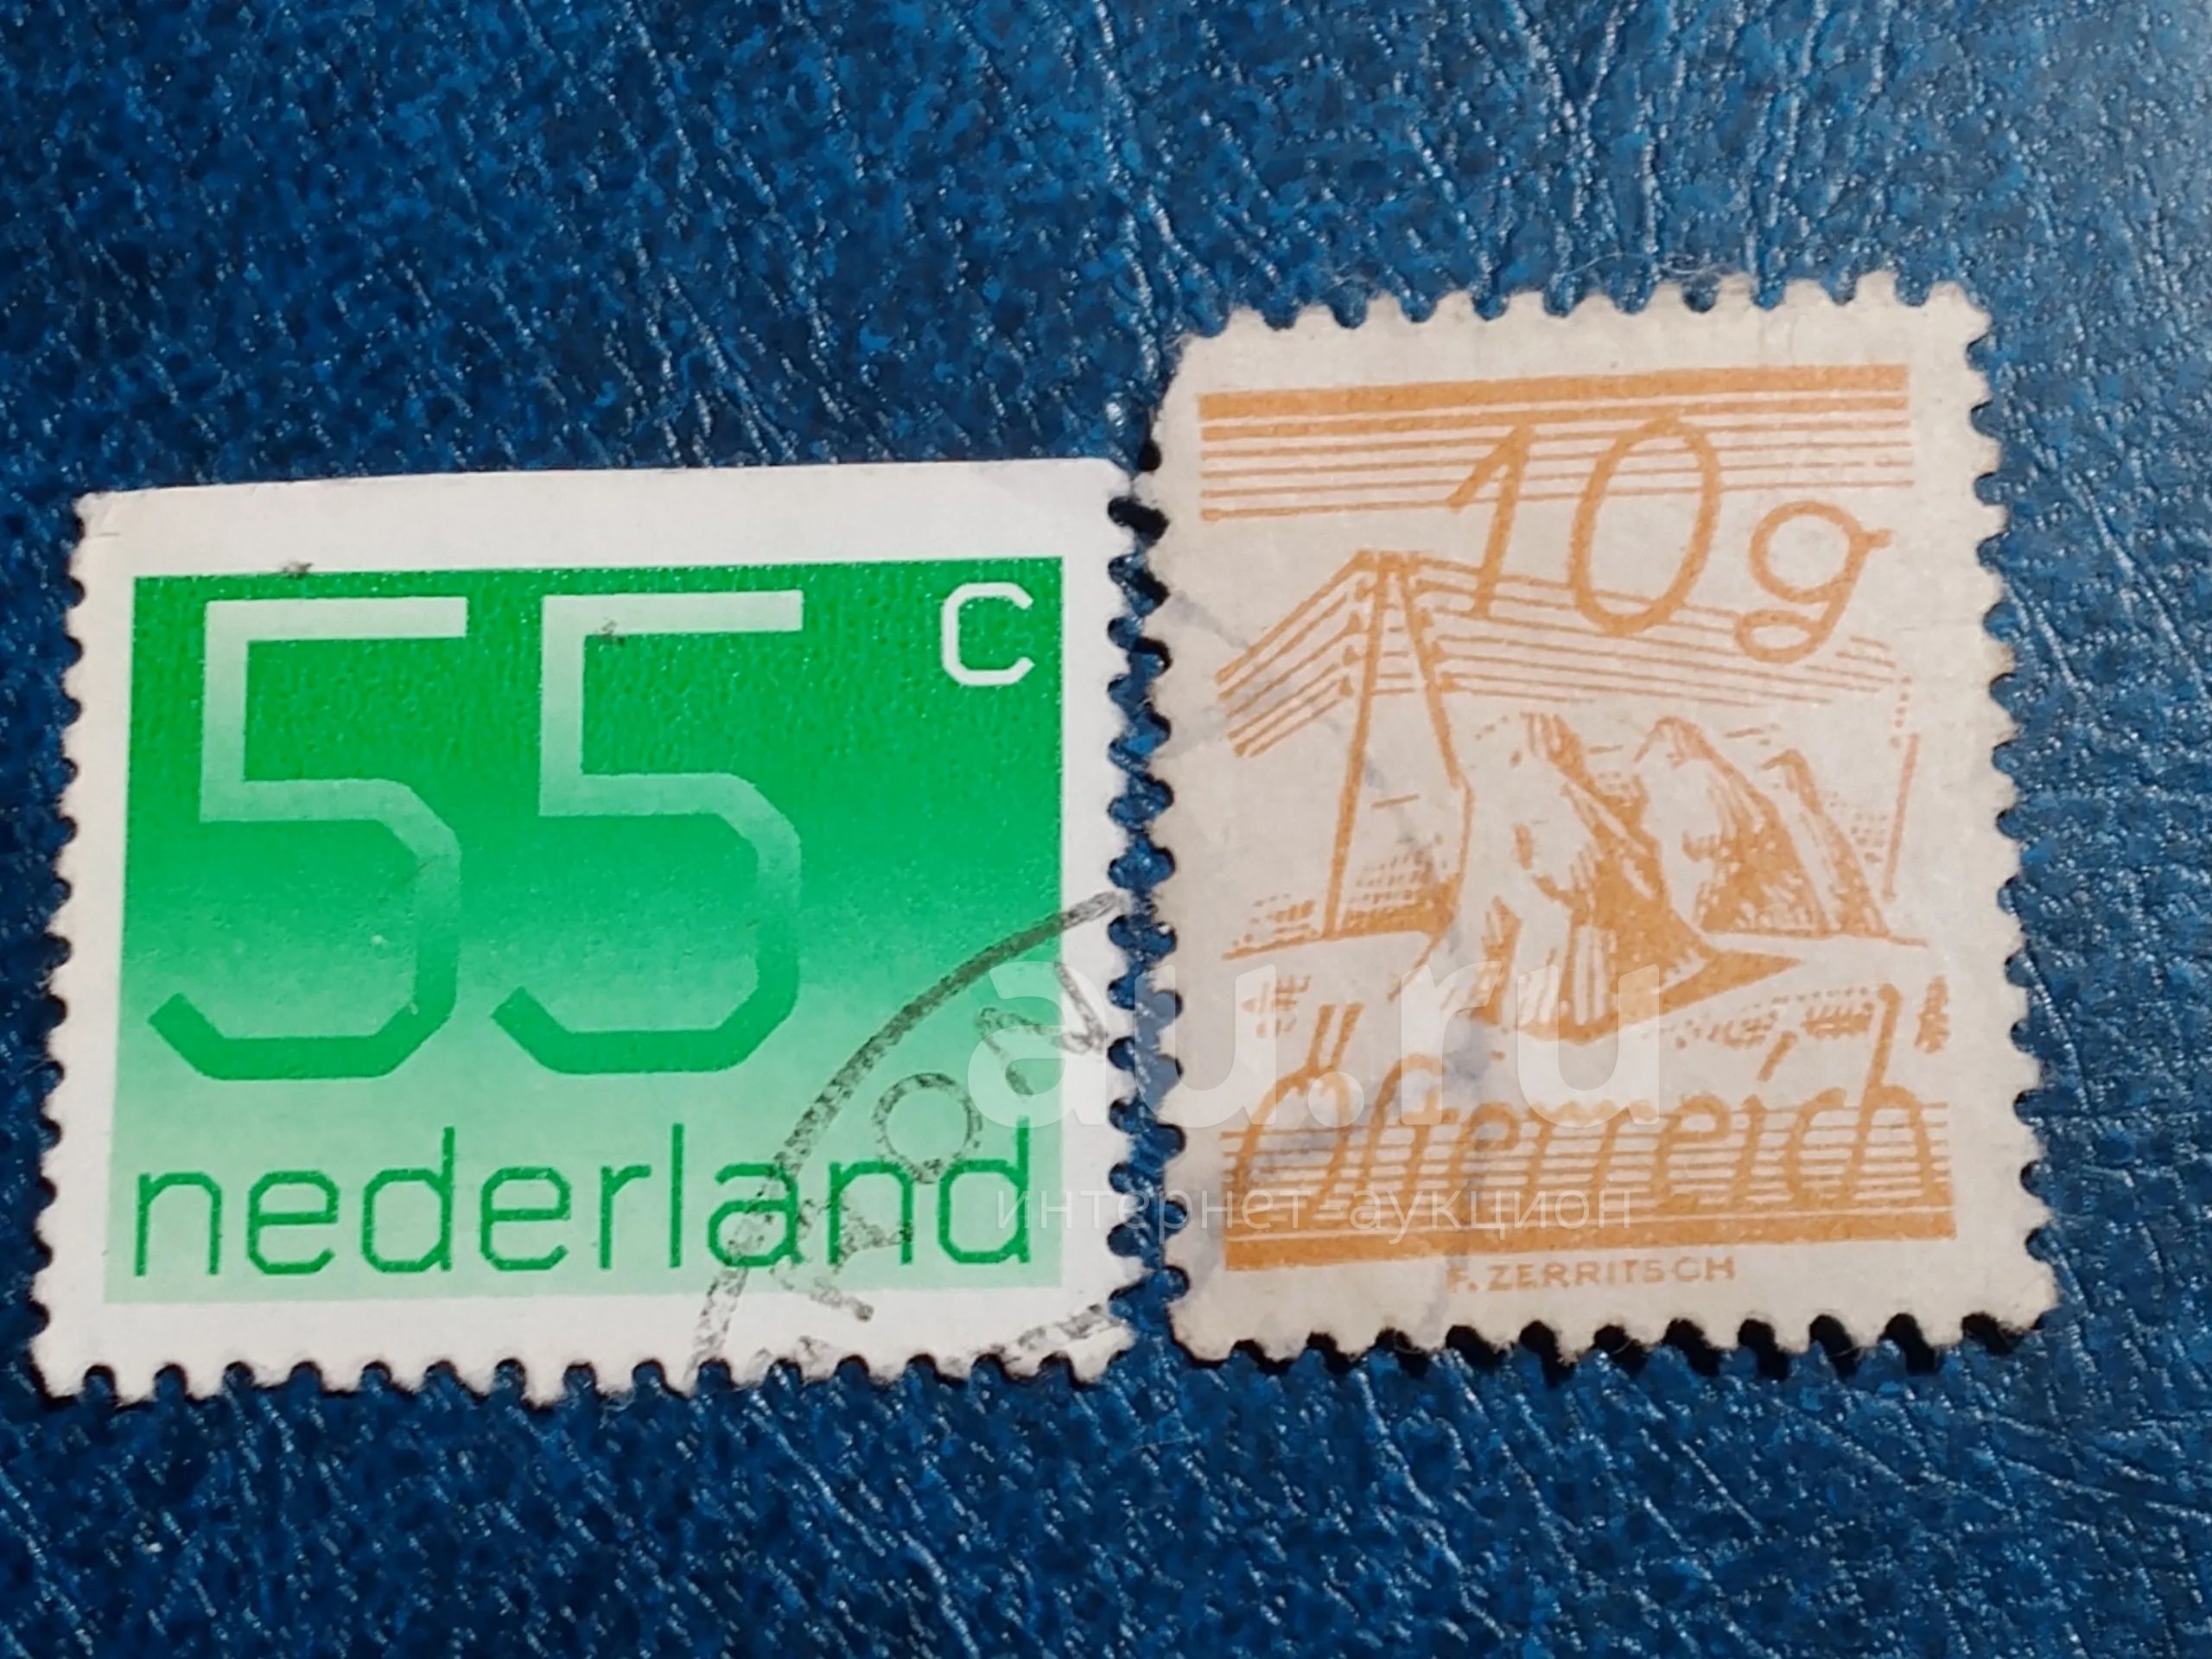 55 c
nederland
10g
Österreich
F. ZERRITSCH
au.ru
интернет-аукцион